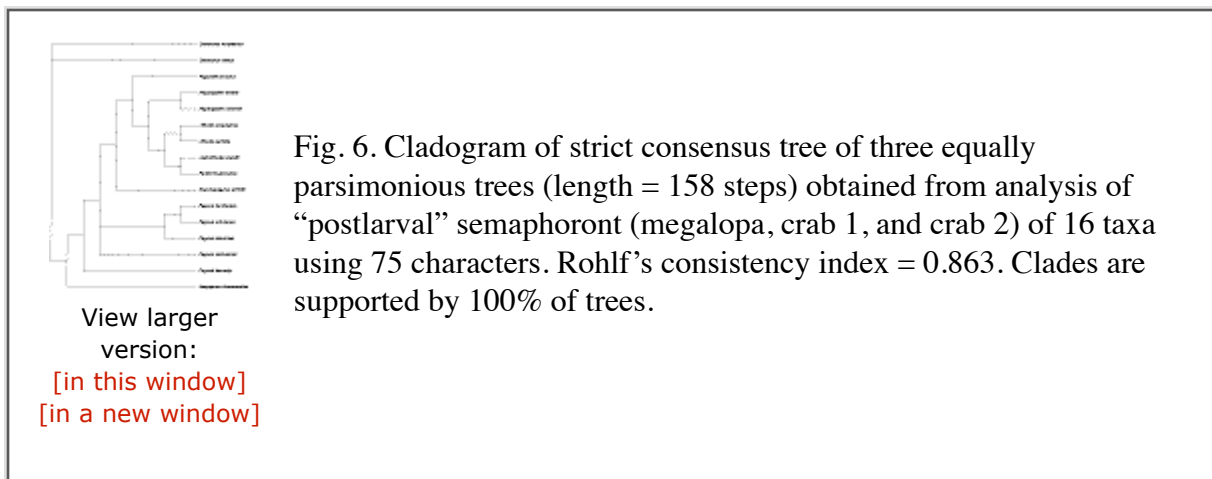 Fig. 6. Cladogram of strict consensus tree of three equally
parsimonious trees (length = 158 steps) obtained from analysis of
“postlarval” semaphoront (megalopa, crab 1, and crab 2) of 16 taxa
using 75 characters. Rohlf’s consistency index = 0.863. Clades are
supported by 100% of trees.
View larger
version:
[in this window]
[in a new window]